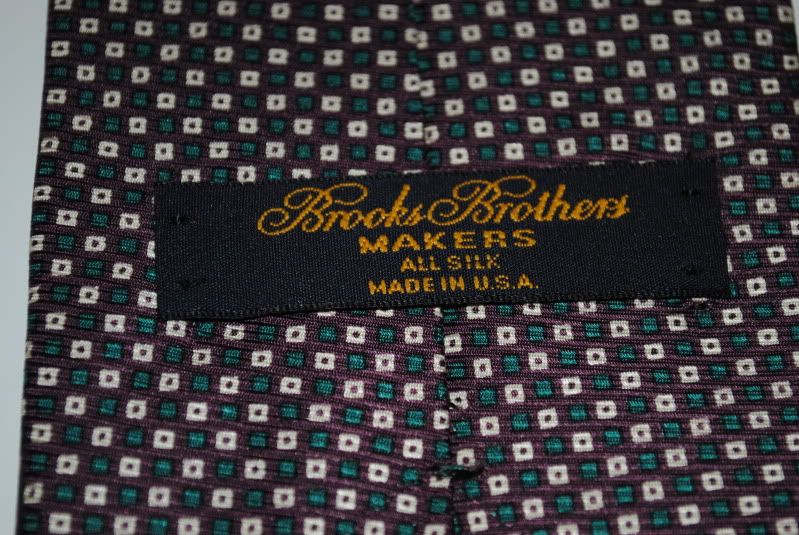 Brooks Brothers
MAKERS
ALL SILK
MADE IN U.S.A.